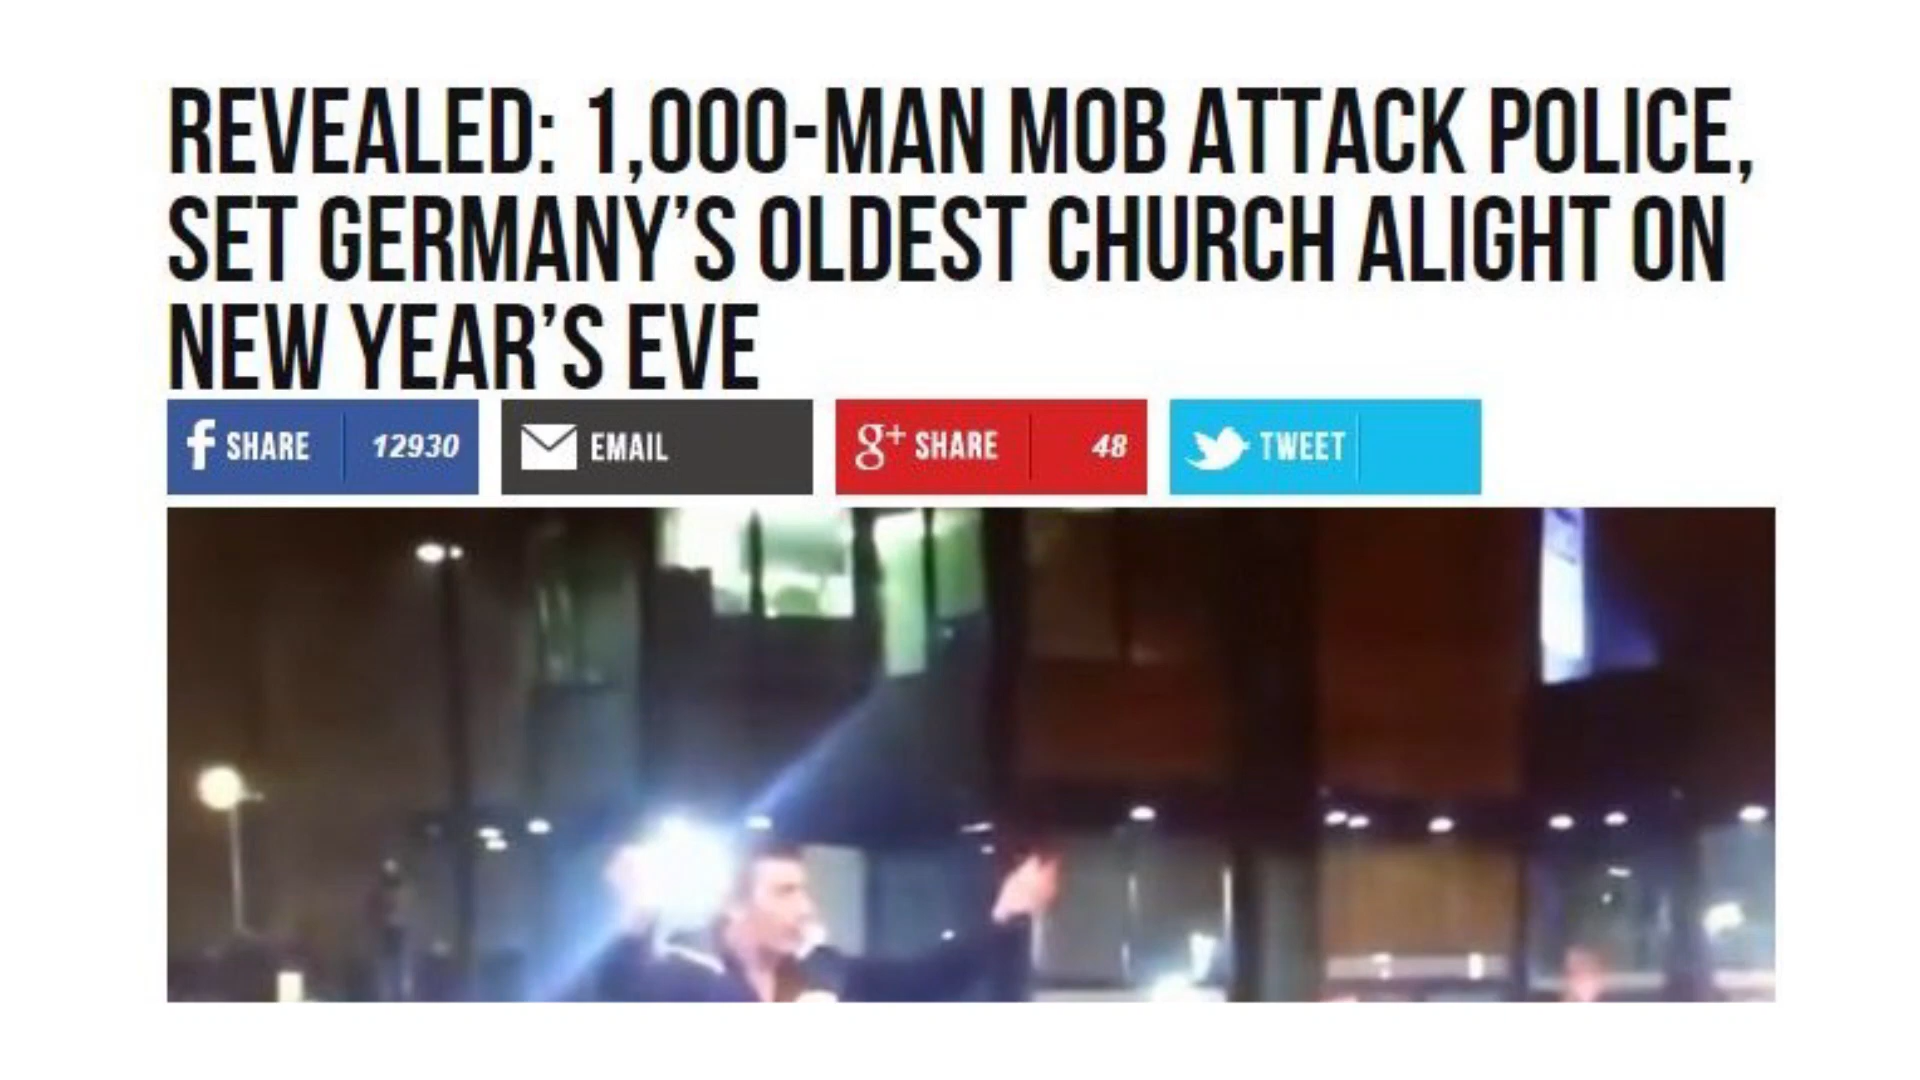 REVEALED: 1,000-MAN MOB ATTACK POLICE,
SET GERMANY'S OLDEST CHURCH ALIGHT ON
NEW YEAR'S EVE
f SHARE 12930 EMAIL g+ SHARE 48 TWEET